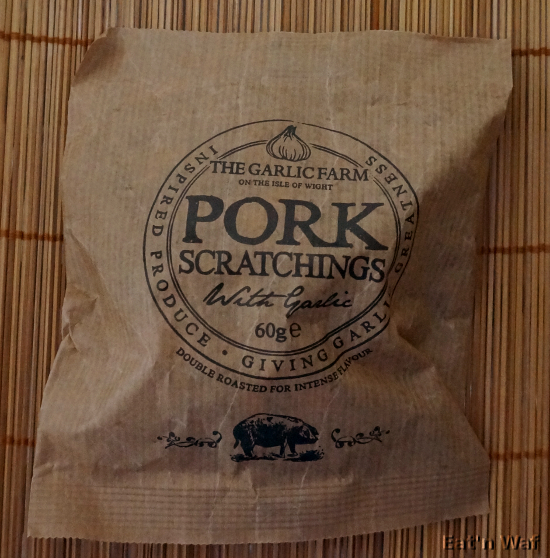 THE GARLIC FARM
ON THE ISLE OF WIGHT
PORK
SCRATCHINGS
With Garlic
60g e
INSPIRED PRODUCE • GIVING GARLIC GREATNESS
DOUBLE ROASTED FOR INTENSE FLAVOUR
Eat'n Waf